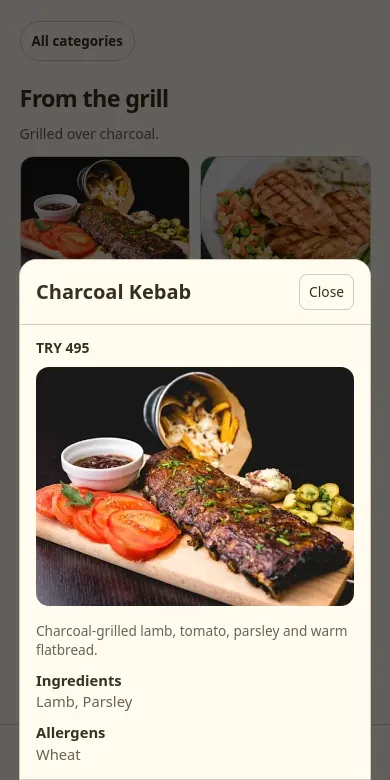 All categories
From the grill
Grilled over charcoal.
Charcoal Kebab
Close
TRY 495
Charcoal-grilled lamb, tomato, parsley and warm
flatbread.
Ingredients
Lamb, Parsley
Allergens
Wheat